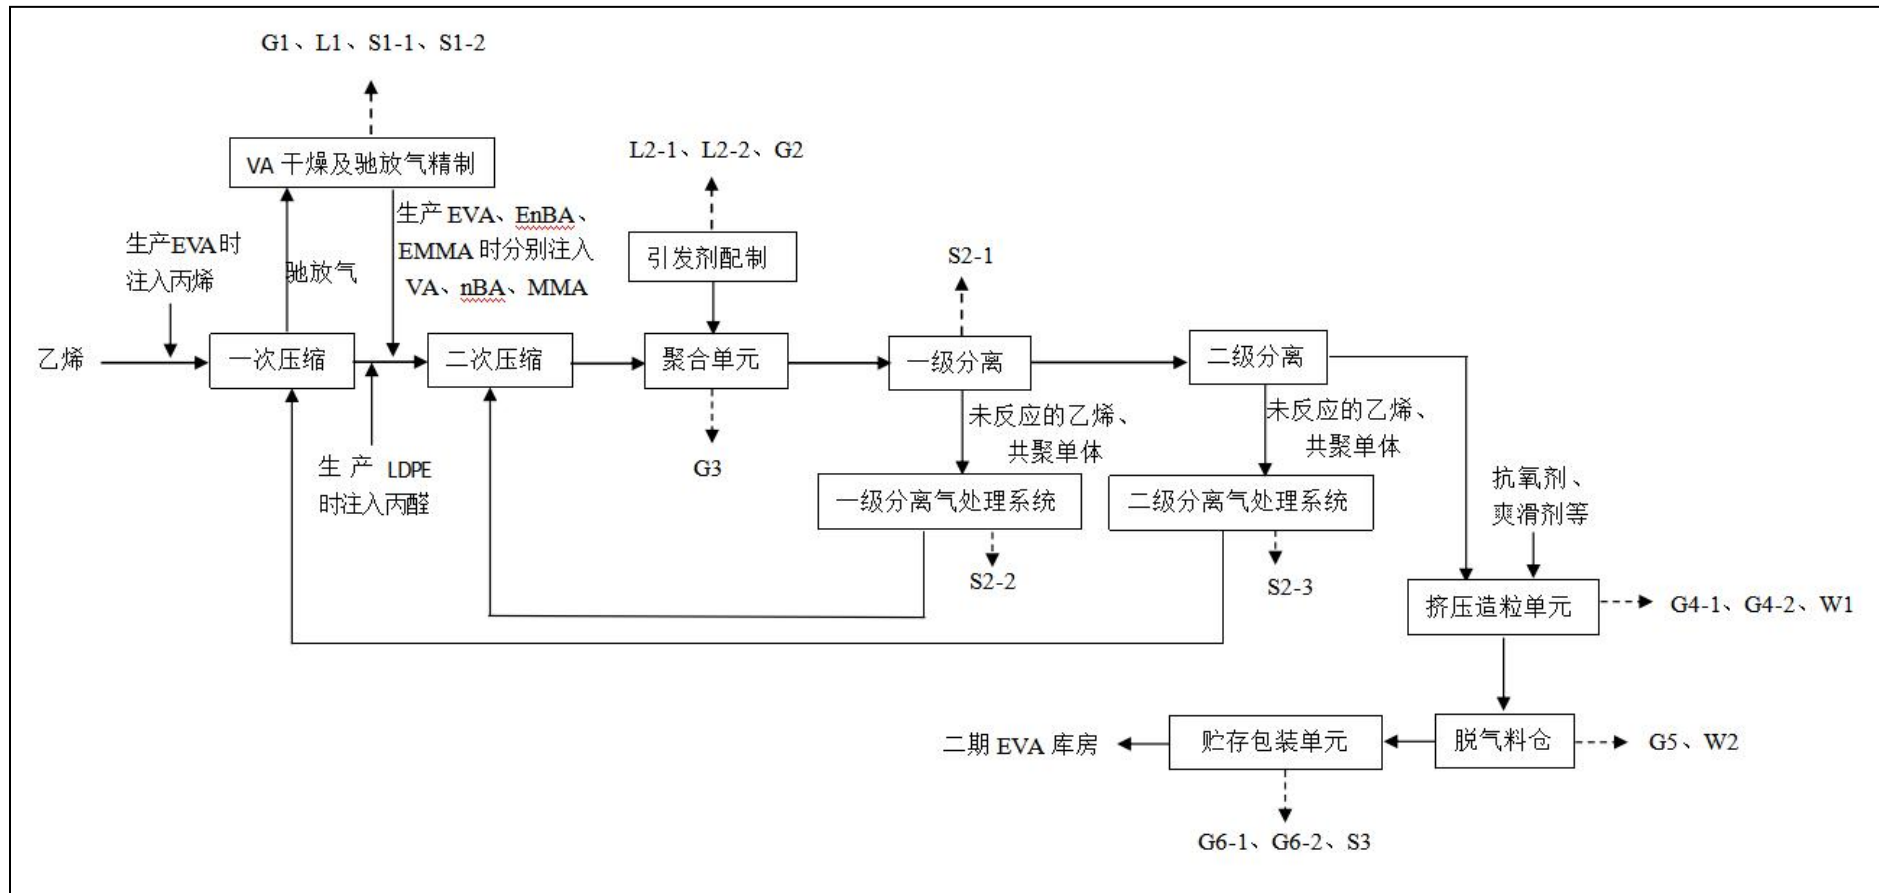 G1、L1、S1-1、S1-2
VA 干燥及驰放气精制
L2-1、L2-2、G2
生产 EVA、EnBA、
EMMA 时分别注入
VA、nBA、MMA
生产EVA时
注入丙烯
驰放气
引发剂配制
S2-1
乙烯
一次压缩
二次压缩
聚合单元
一级分离
二级分离
未反应的乙烯、
共聚单体
未反应的乙烯、
共聚单体
G3
生 产 LDPE
时注入丙醛
一级分离气处理系统
二级分离气处理系统
抗氧剂、
爽滑剂等
S2-2
S2-3
挤压造粒单元
G4-1、G4-2、W1
二期 EVA 库房
贮存包装单元
脱气料仓
G5、W2
G6-1、G6-2、S3